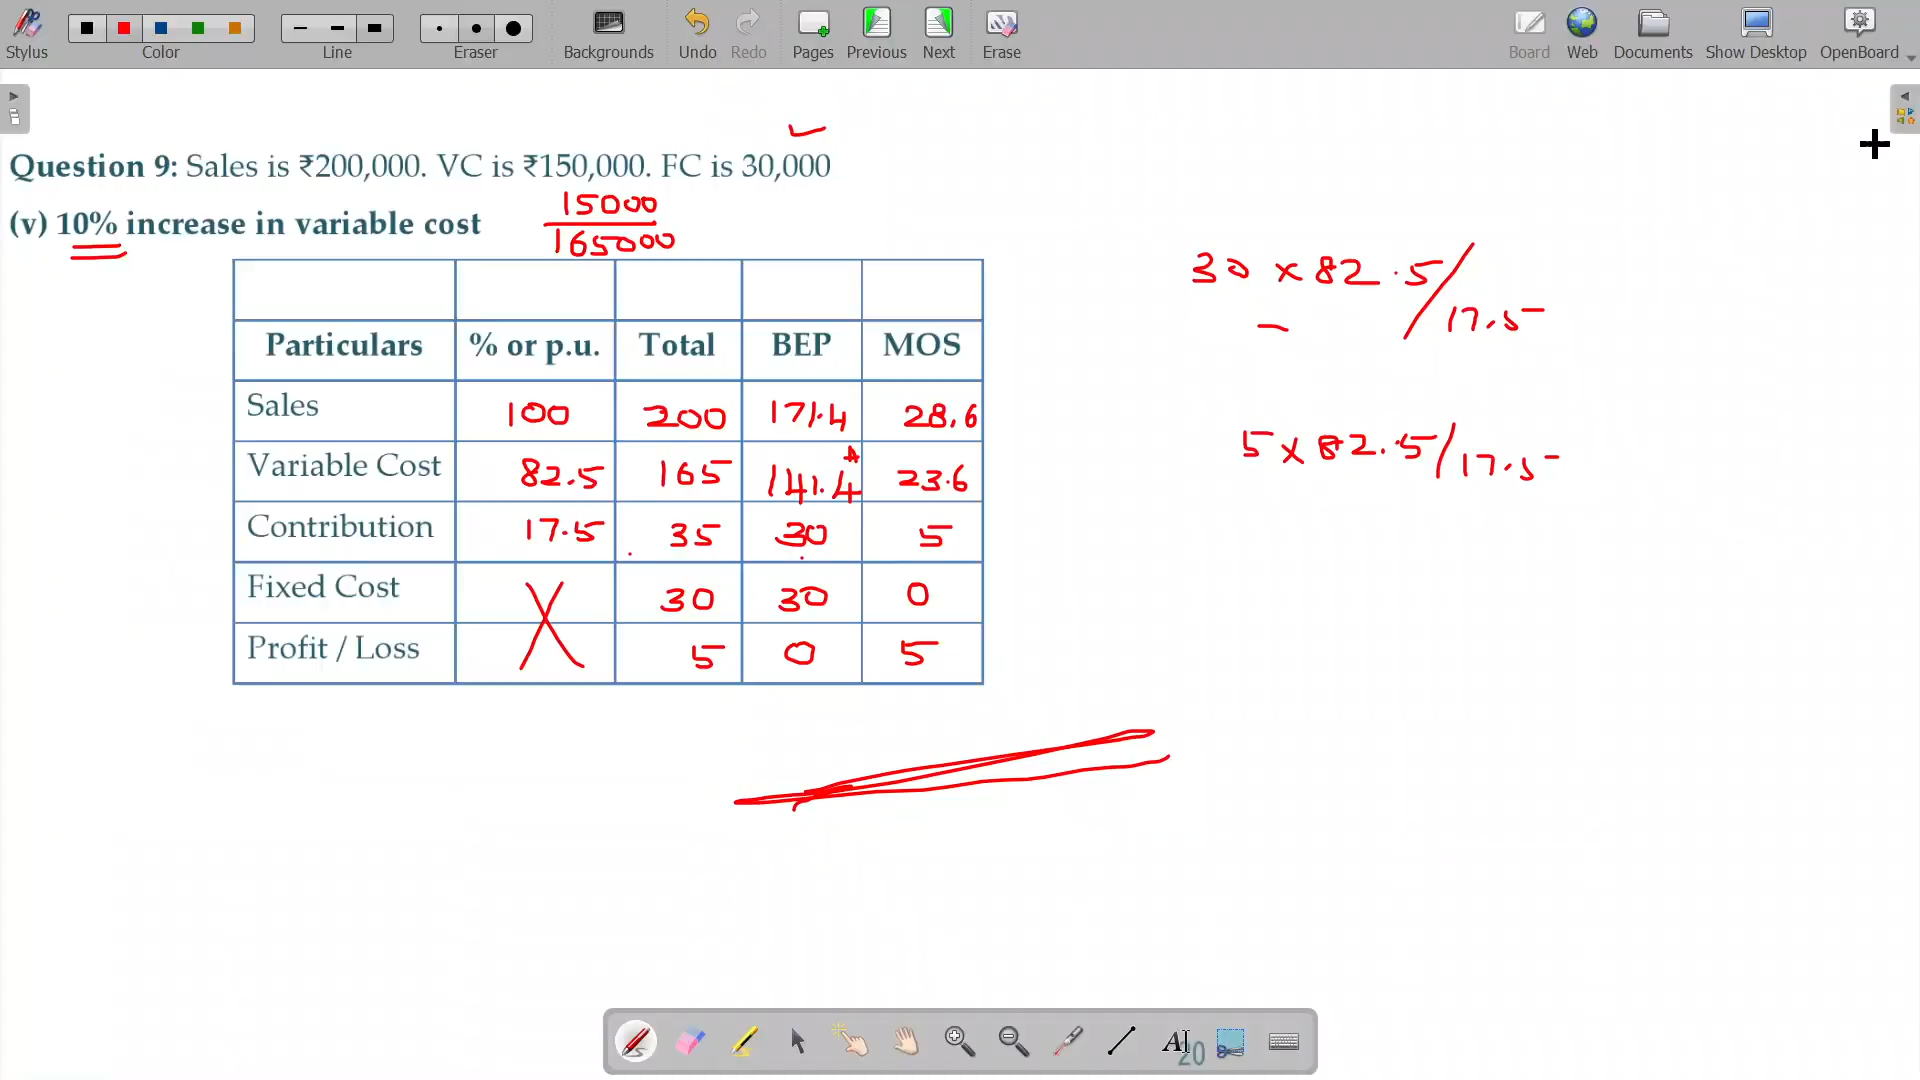 Stylus Color Line Eraser Backgrounds Undo Redo Pages Previous Next Erase Board Web Documents Show Desktop OpenBoard
Question 9: Sales is ₹200,000. VC is ₹150,000. FC is 30,000
15000
(v) 10% increase in variable cost
165000
Particulars % or p.u. Total BEP MOS
Sales 100 200 171.4 28.6
Variable Cost 82.5 165 141.4 23.6
Contribution 17.5 35 30 5
Fixed Cost 30 30 0
Profit / Loss 5 0 5
30 × 82.5/17.5
5 × 82.5/17.5
20